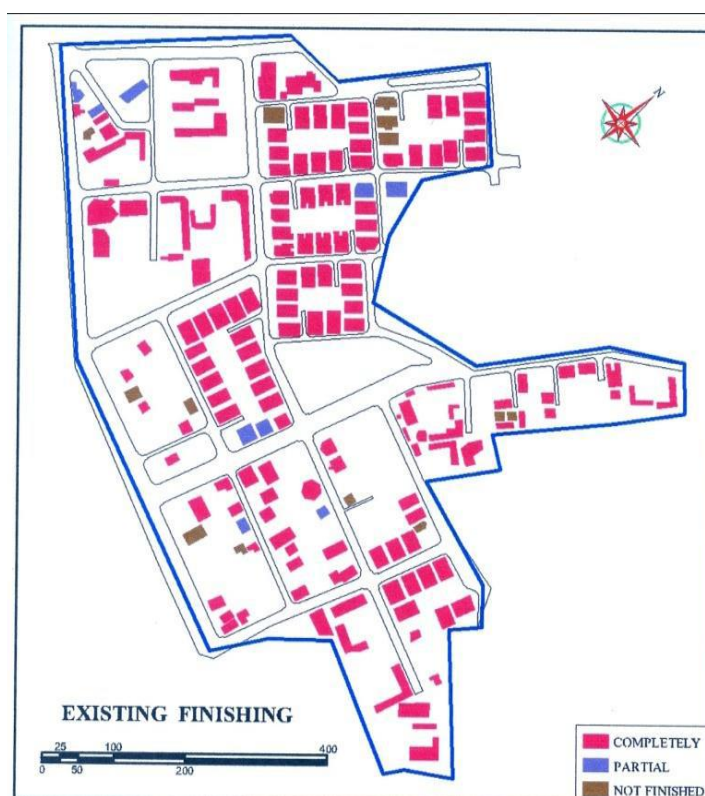 N
EXISTING FINISHING
25 100 400
0 50 200
COMPLETELY
PARTIAL
NOT FINISHED